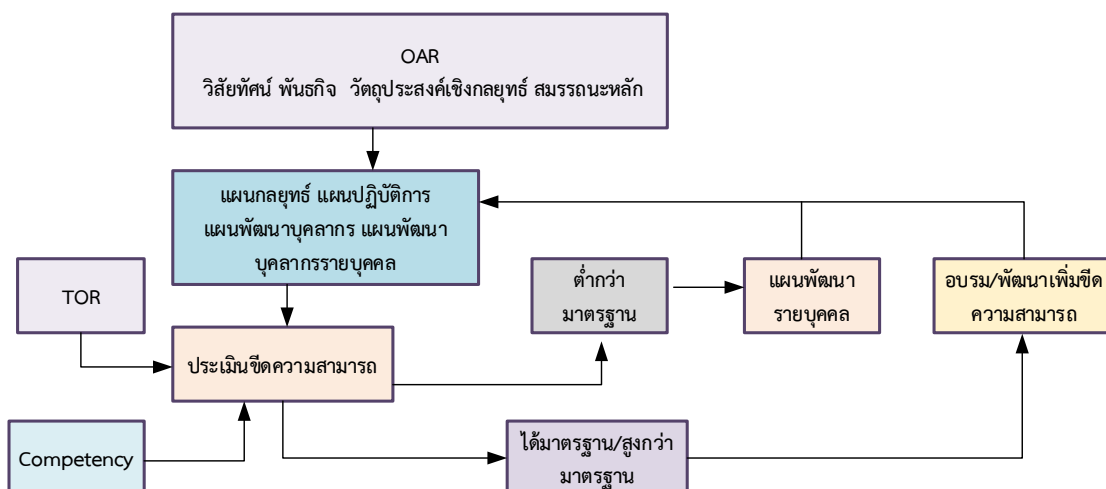 OAR
วิสัยทัศน์ พันธกิจ วัตถุประสงค์เชิงกลยุทธ์ สมรรถนะหลัก
แผนกลยุทธ์ แผนปฏิบัติการ
แผนพัฒนาบุคลากร แผนพัฒนา
บุคลากรรายบุคคล
TOR
ต่ำกว่า
มาตรฐาน
แผนพัฒนา
รายบุคคล
อบรม/พัฒนาเพิ่มขีด
ความสามารถ
ประเมินขีดความสามารถ
Competency
ได้มาตรฐาน/สูงกว่า
มาตรฐาน